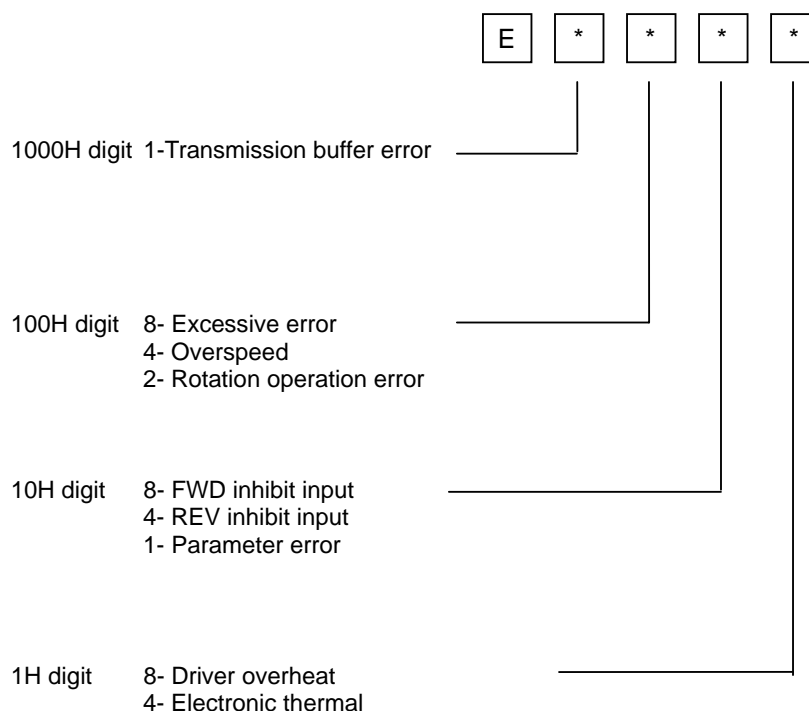 E * * * *
1000H digit 1-Transmission buffer error
100H digit 8- Excessive error
4- Overspeed
2- Rotation operation error
10H digit 8- FWD inhibit input
4- REV inhibit input
1- Parameter error
1H digit 8- Driver overheat
4- Electronic thermal